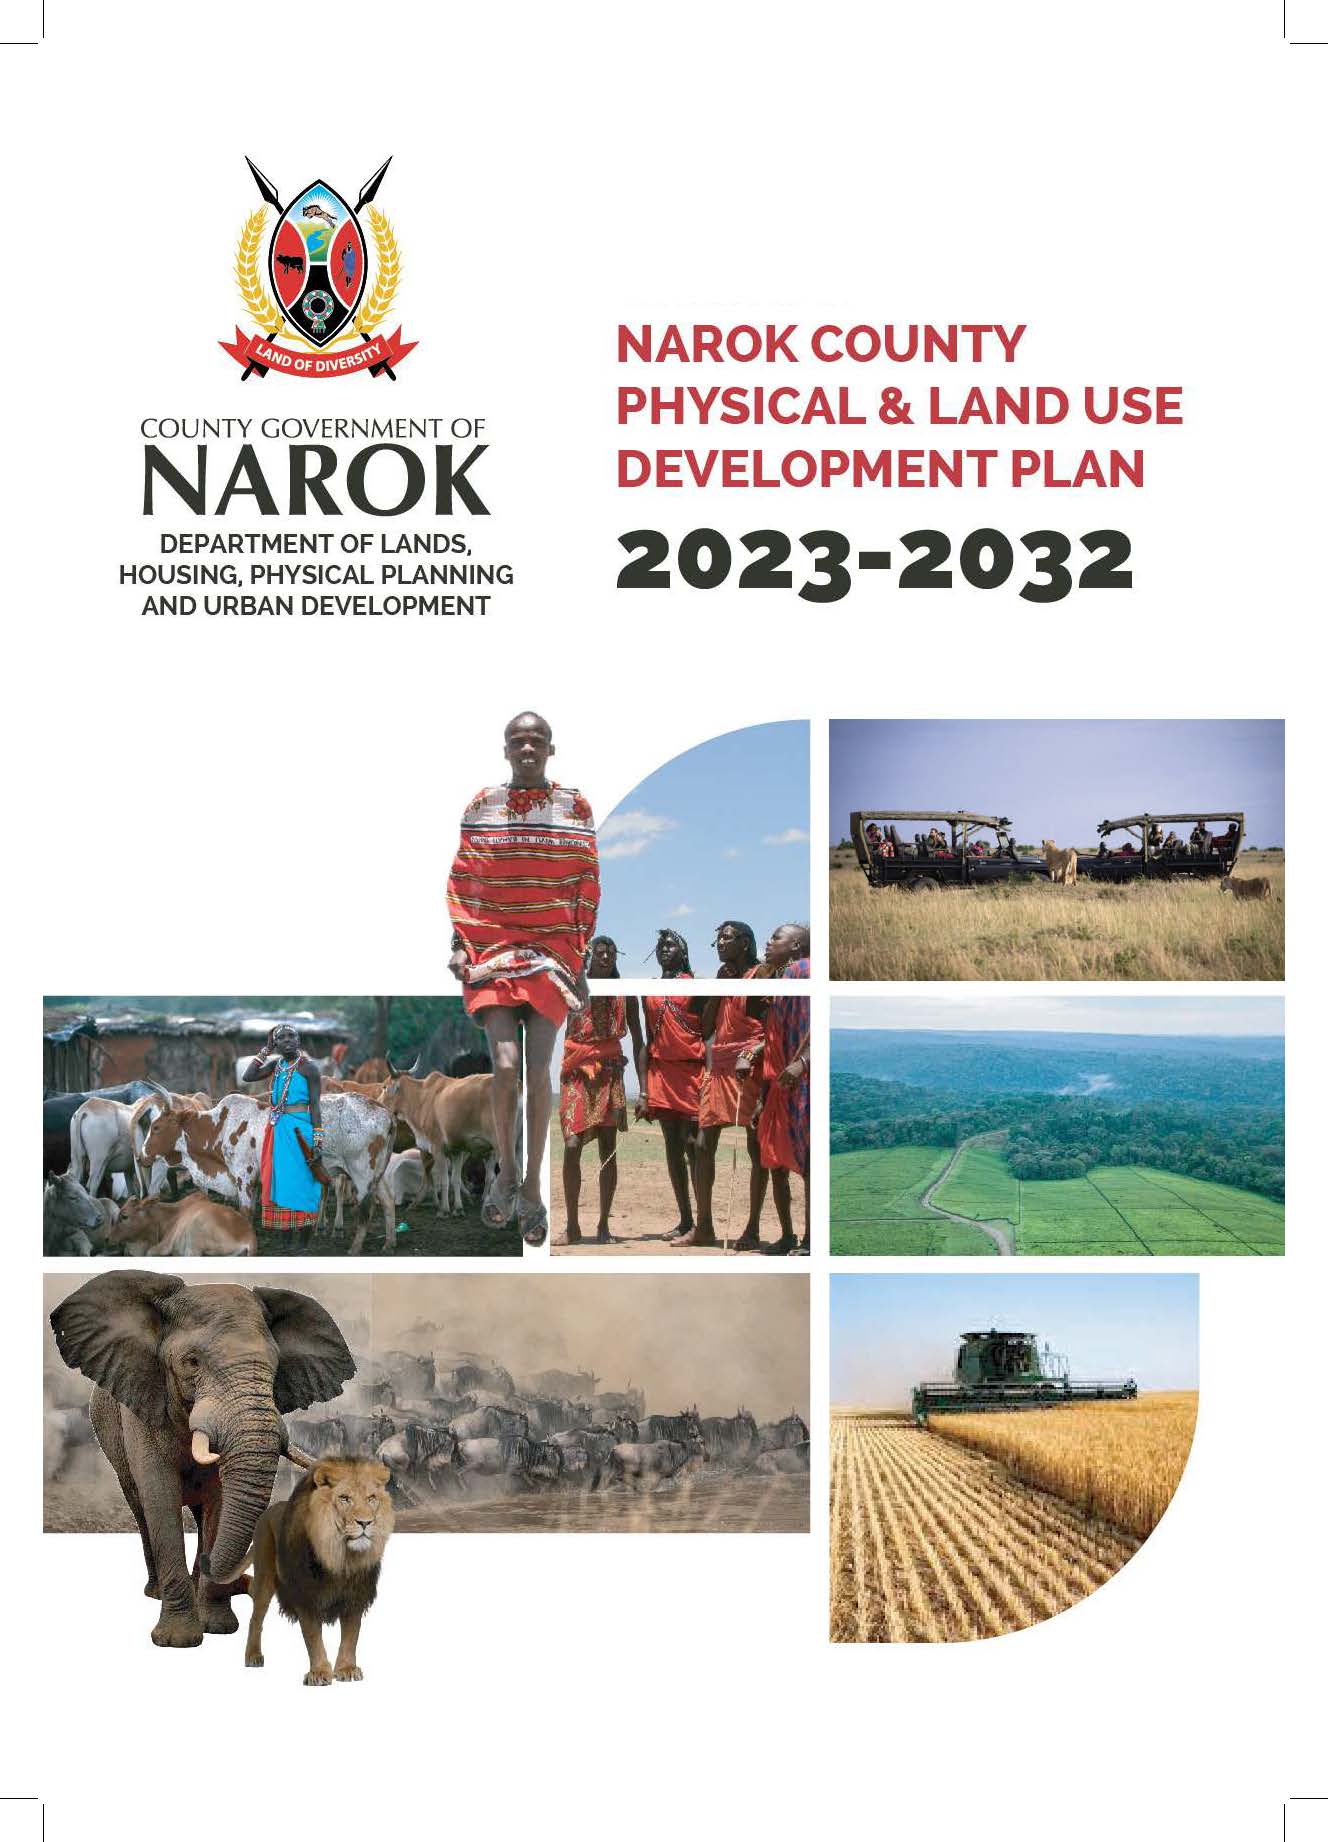 LAND OF DIVERSITY
COUNTY GOVERNMENT OF
NAROK
DEPARTMENT OF LANDS,
HOUSING, PHYSICAL PLANNING
AND URBAN DEVELOPMENT
NAROK COUNTY
PHYSICAL & LAND USE
DEVELOPMENT PLAN
2023-2032